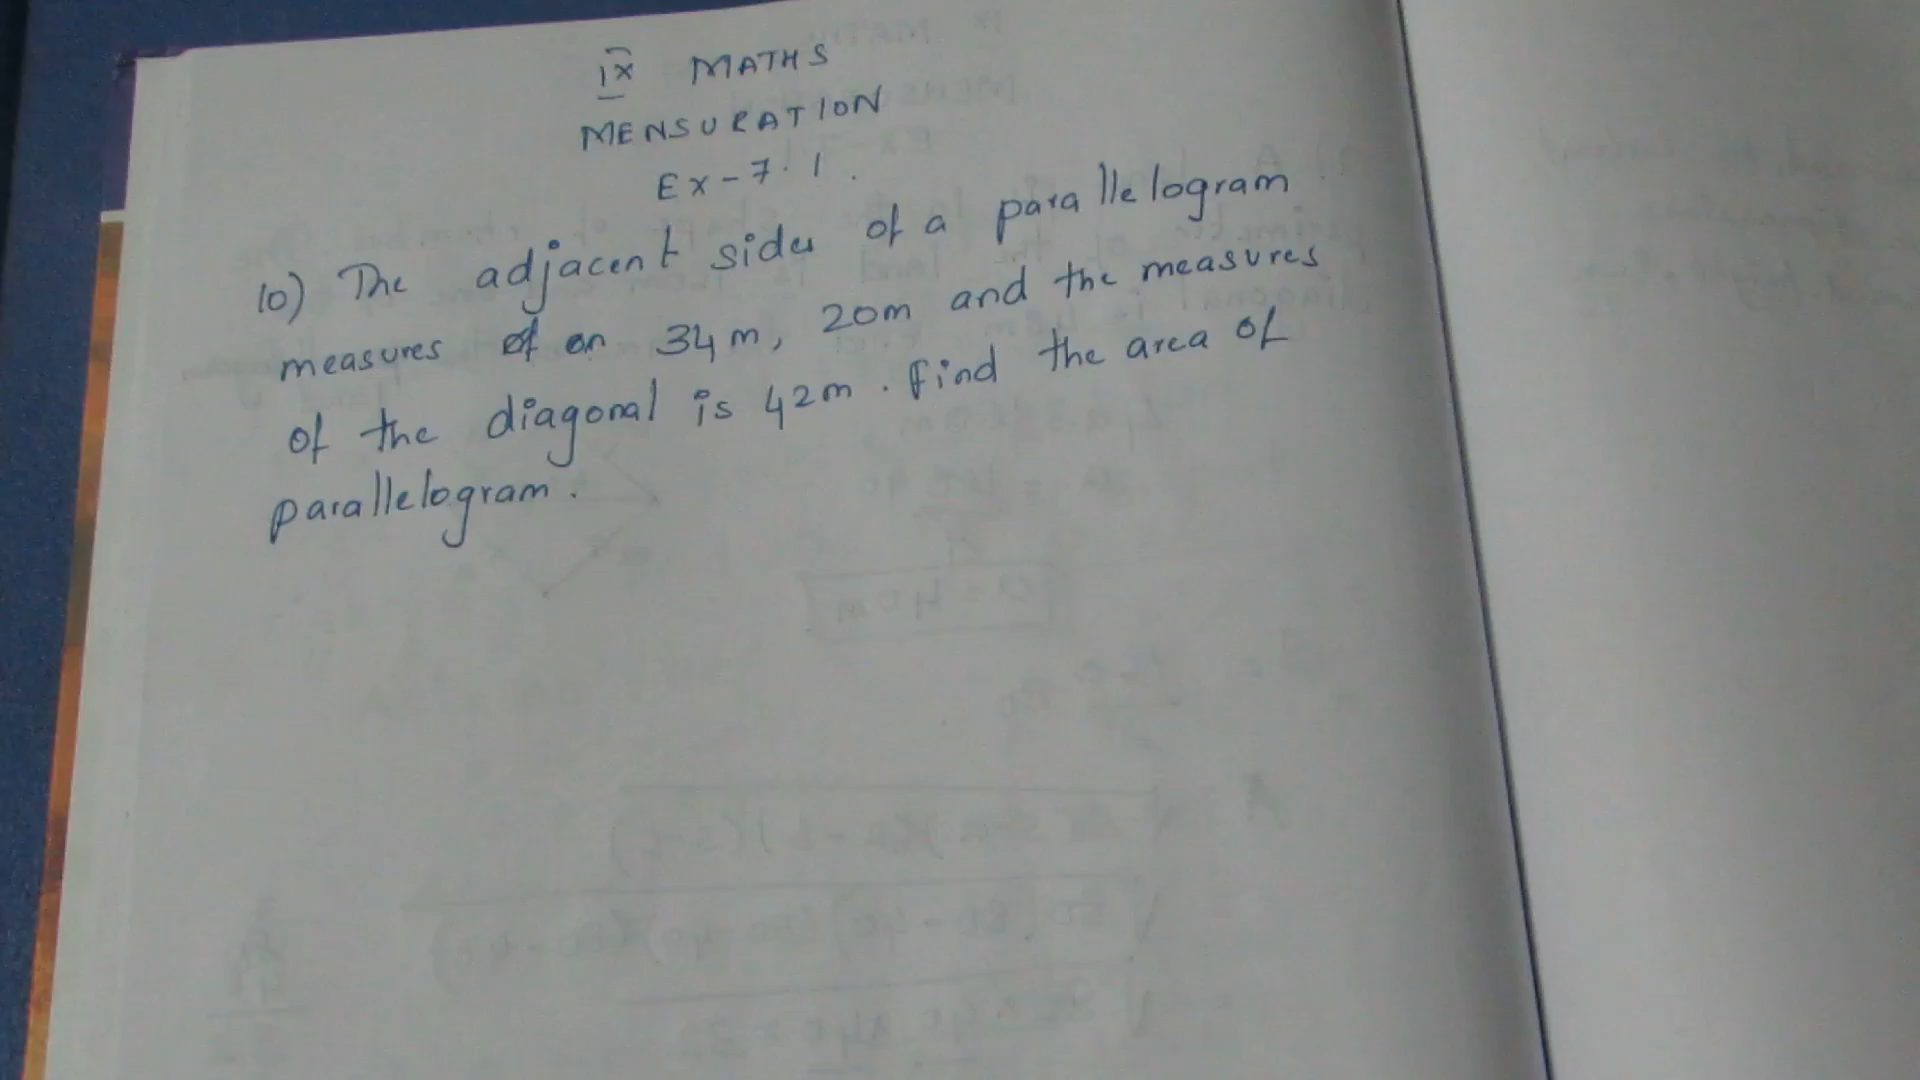 IX MATHS
MENSURATION
Ex-7.1.
10) The adjacent sides of a parallelogram
measures of an 34m, 20m and the measures
of the diagonal is 42m. Find the area of
parallelogram.